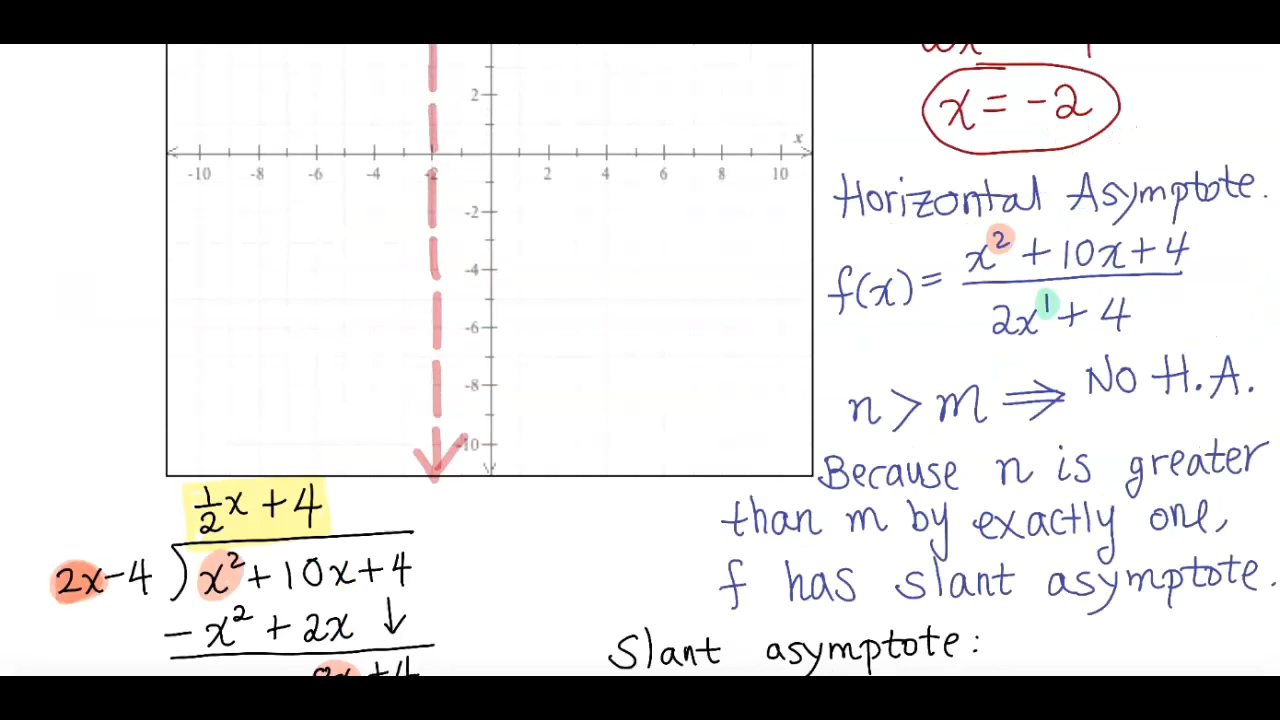 x = -2
2
x
-10 -8 -6 -4 -2 2 4 6 8 10
-2
-4
-6
-8
-10
Horizontal Asymptote.
f(x) = x² + 10x + 4
2x¹ + 4
n > m ⇒ No H.A.
Because n is greater
than m by exactly one,
f has slant asymptote.
½x + 4
2x-4 ) x² + 10x + 4
- x² + 2x ↓
+4
Slant asymptote: